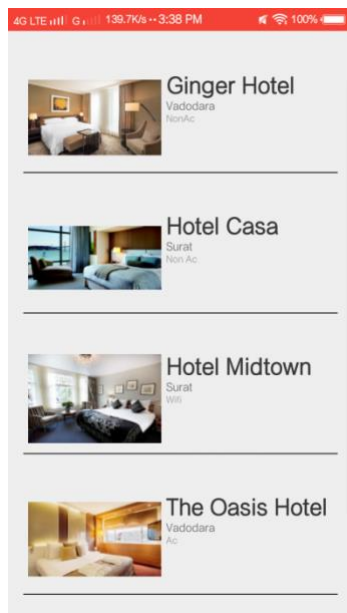 4G LTE G 139.7K/s 3:38 PM 100%
Ginger Hotel
Vadodara
NonAc
Hotel Casa
Surat
Non Ac
Hotel Midtown
Surat
Wifi
The Oasis Hotel
Vadodara
Ac